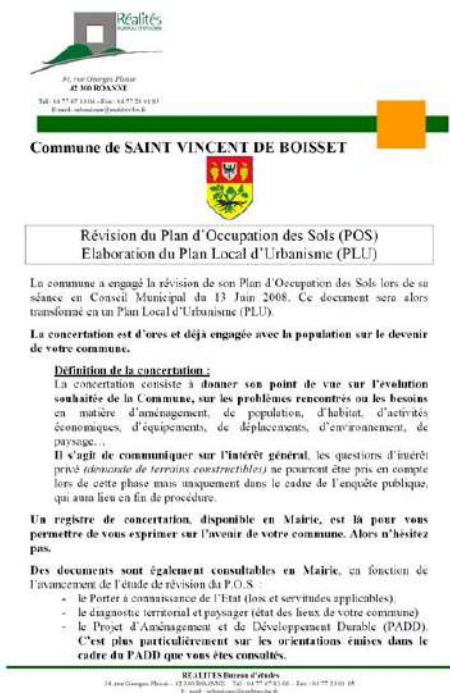 Réalités
Bureau d'études
34, rue Georges Plasse
42 300 ROANNE
Commune de SAINT VINCENT DE BOISSET
Révision du Plan d'Occupation des Sols (POS)
Elaboration du Plan Local d'Urbanisme (PLU)
La commune a engagé la révision de son Plan d'Occupation des Sols lors de sa
séance en Conseil Municipal du 13 Juin 2008. Ce document sera alors
transformé en un Plan Local d'Urbanisme (PLU).
La concertation est d'ores et déjà engagée avec la population sur le devenir
de votre commune.
Définition de la concertation :
La concertation consiste à donner son point de vue sur l'évolution
souhaitée de la Commune, sur les problèmes rencontrés ou les besoins
en matière d'aménagement, de population, d'habitat, d'activités
économiques, d'équipements, de déplacements, d'environnement, de
paysage…
Il s'agit de communiquer sur l'intérêt général, les questions d'intérêt
privé (demande de terrains constructibles) ne pourront être pris en compte
lors de cette phase mais uniquement dans le cadre de l'enquête publique,
qui aura lieu en fin de procédure.
Un registre de concertation, disponible en Mairie, est là pour vous
permettre de vous exprimer sur l'avenir de votre commune. Alors n'hésitez
pas.
Des documents sont également consultables en Mairie, en fonction de
l'avancement de l'étude de révision du P.O.S. :
- le Porter à connaissance de l'Etat (lois et servitudes applicables),
- le diagnostic territorial et paysager (état des lieux de votre commune)
- le Projet d'Aménagement et de Développement Durable (PADD).
C'est plus particulièrement sur les orientations émises dans le
cadre du PADD que vous êtes consultés.
REALITES Bureau d'études